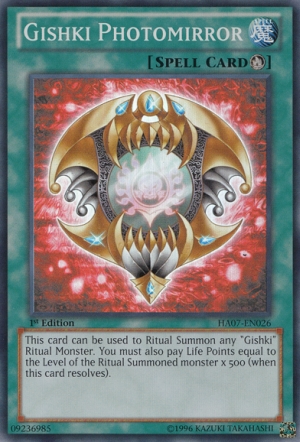 GISHKI PHOTOMIRROR
魔
[SPELL CARD]
1st Edition
HA07-EN026
This card can be used to Ritual Summon any "Gishki"
Ritual Monster. You must also pay Life Points equal to
the Level of the Ritual Summoned monster x 500 (when
this card resolves).
09236985
©1996 KAZUKI TAKAHASHI